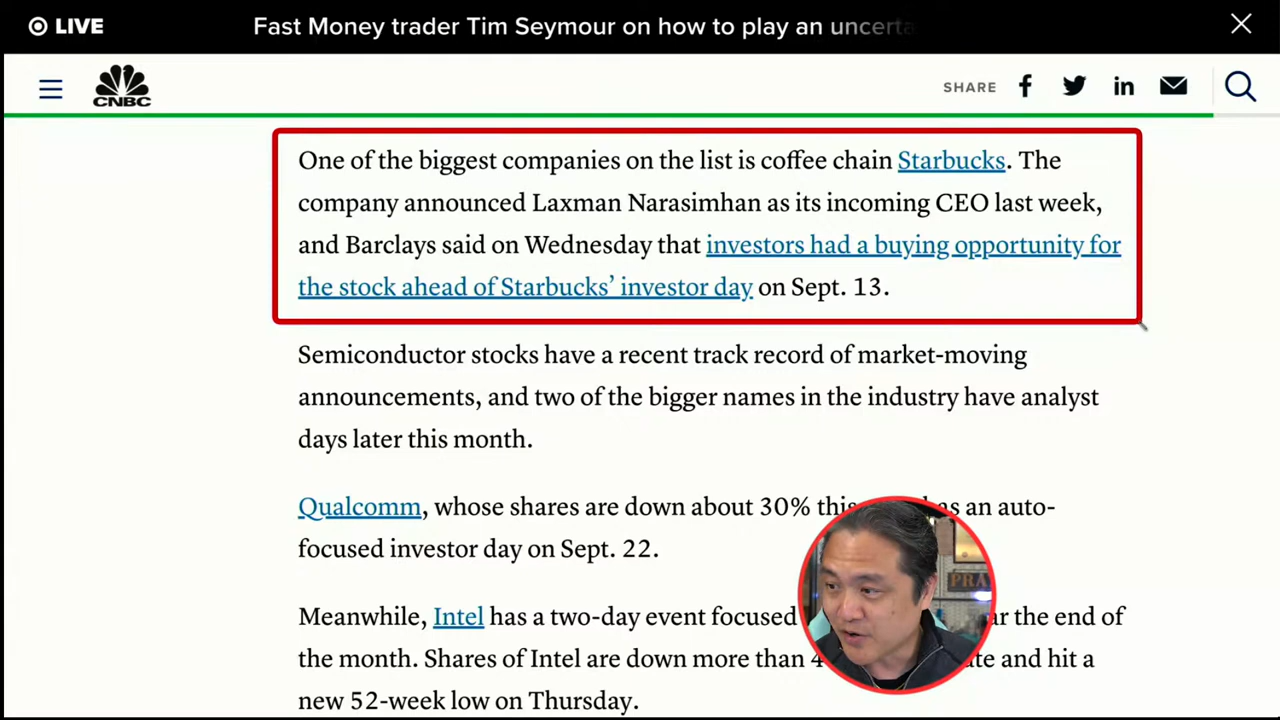 LIVE
Fast Money trader Tim Seymour on how to play an uncerta
CNBC
SHARE
One of the biggest companies on the list is coffee chain Starbucks. The
company announced Laxman Narasimhan as its incoming CEO last week,
and Barclays said on Wednesday that investors had a buying opportunity for
the stock ahead of Starbucks’ investor day on Sept. 13.
Semiconductor stocks have a recent track record of market-moving
announcements, and two of the bigger names in the industry have analyst
days later this month.
Qualcomm, whose shares are down about 30% this has an auto-
focused investor day on Sept. 22.
Meanwhile, Intel has a two-day event focused the end of
the month. Shares of Intel are down more than and hit a
new 52-week low on Thursday.
PRA